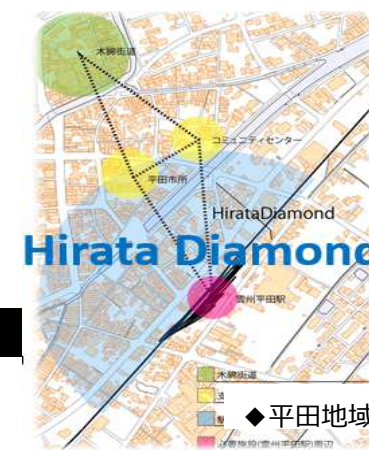 木綿街道
コミュニティセンター
平田市所
HirataDiamond
Hirata Diamond
雲州平田駅
木綿街道
◆平田地域